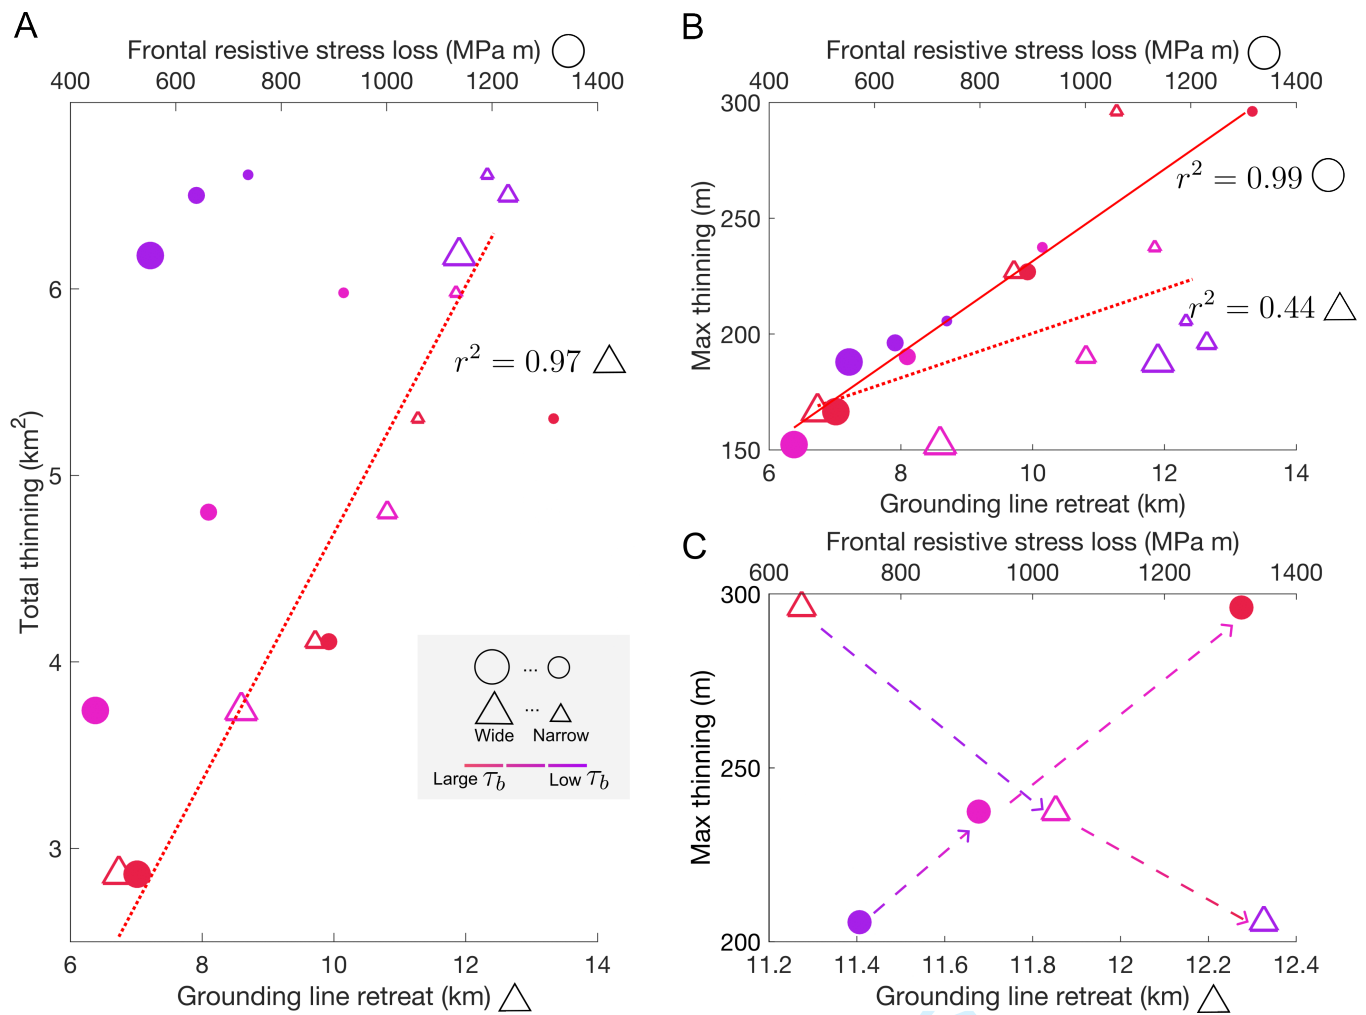 A
Frontal resistive stress loss (MPa m)
400 600 800 1000 1200 1400
Total thinning (km²)
6
5
4
3
r² = 0.97
... 
...
Wide Narrow
Large τ_b Low τ_b
6 8 10 12 14
Grounding line retreat (km)
B
Frontal resistive stress loss (MPa m)
400 600 800 1000 1200 1400
Max thinning (m)
300
250
200
150
r² = 0.99
r² = 0.44
6 8 10 12 14
Grounding line retreat (km)
C
Frontal resistive stress loss (MPa m)
600 800 1000 1200 1400
Max thinning (m)
300
250
200
11.2 11.4 11.6 11.8 12 12.2 12.4
Grounding line retreat (km)